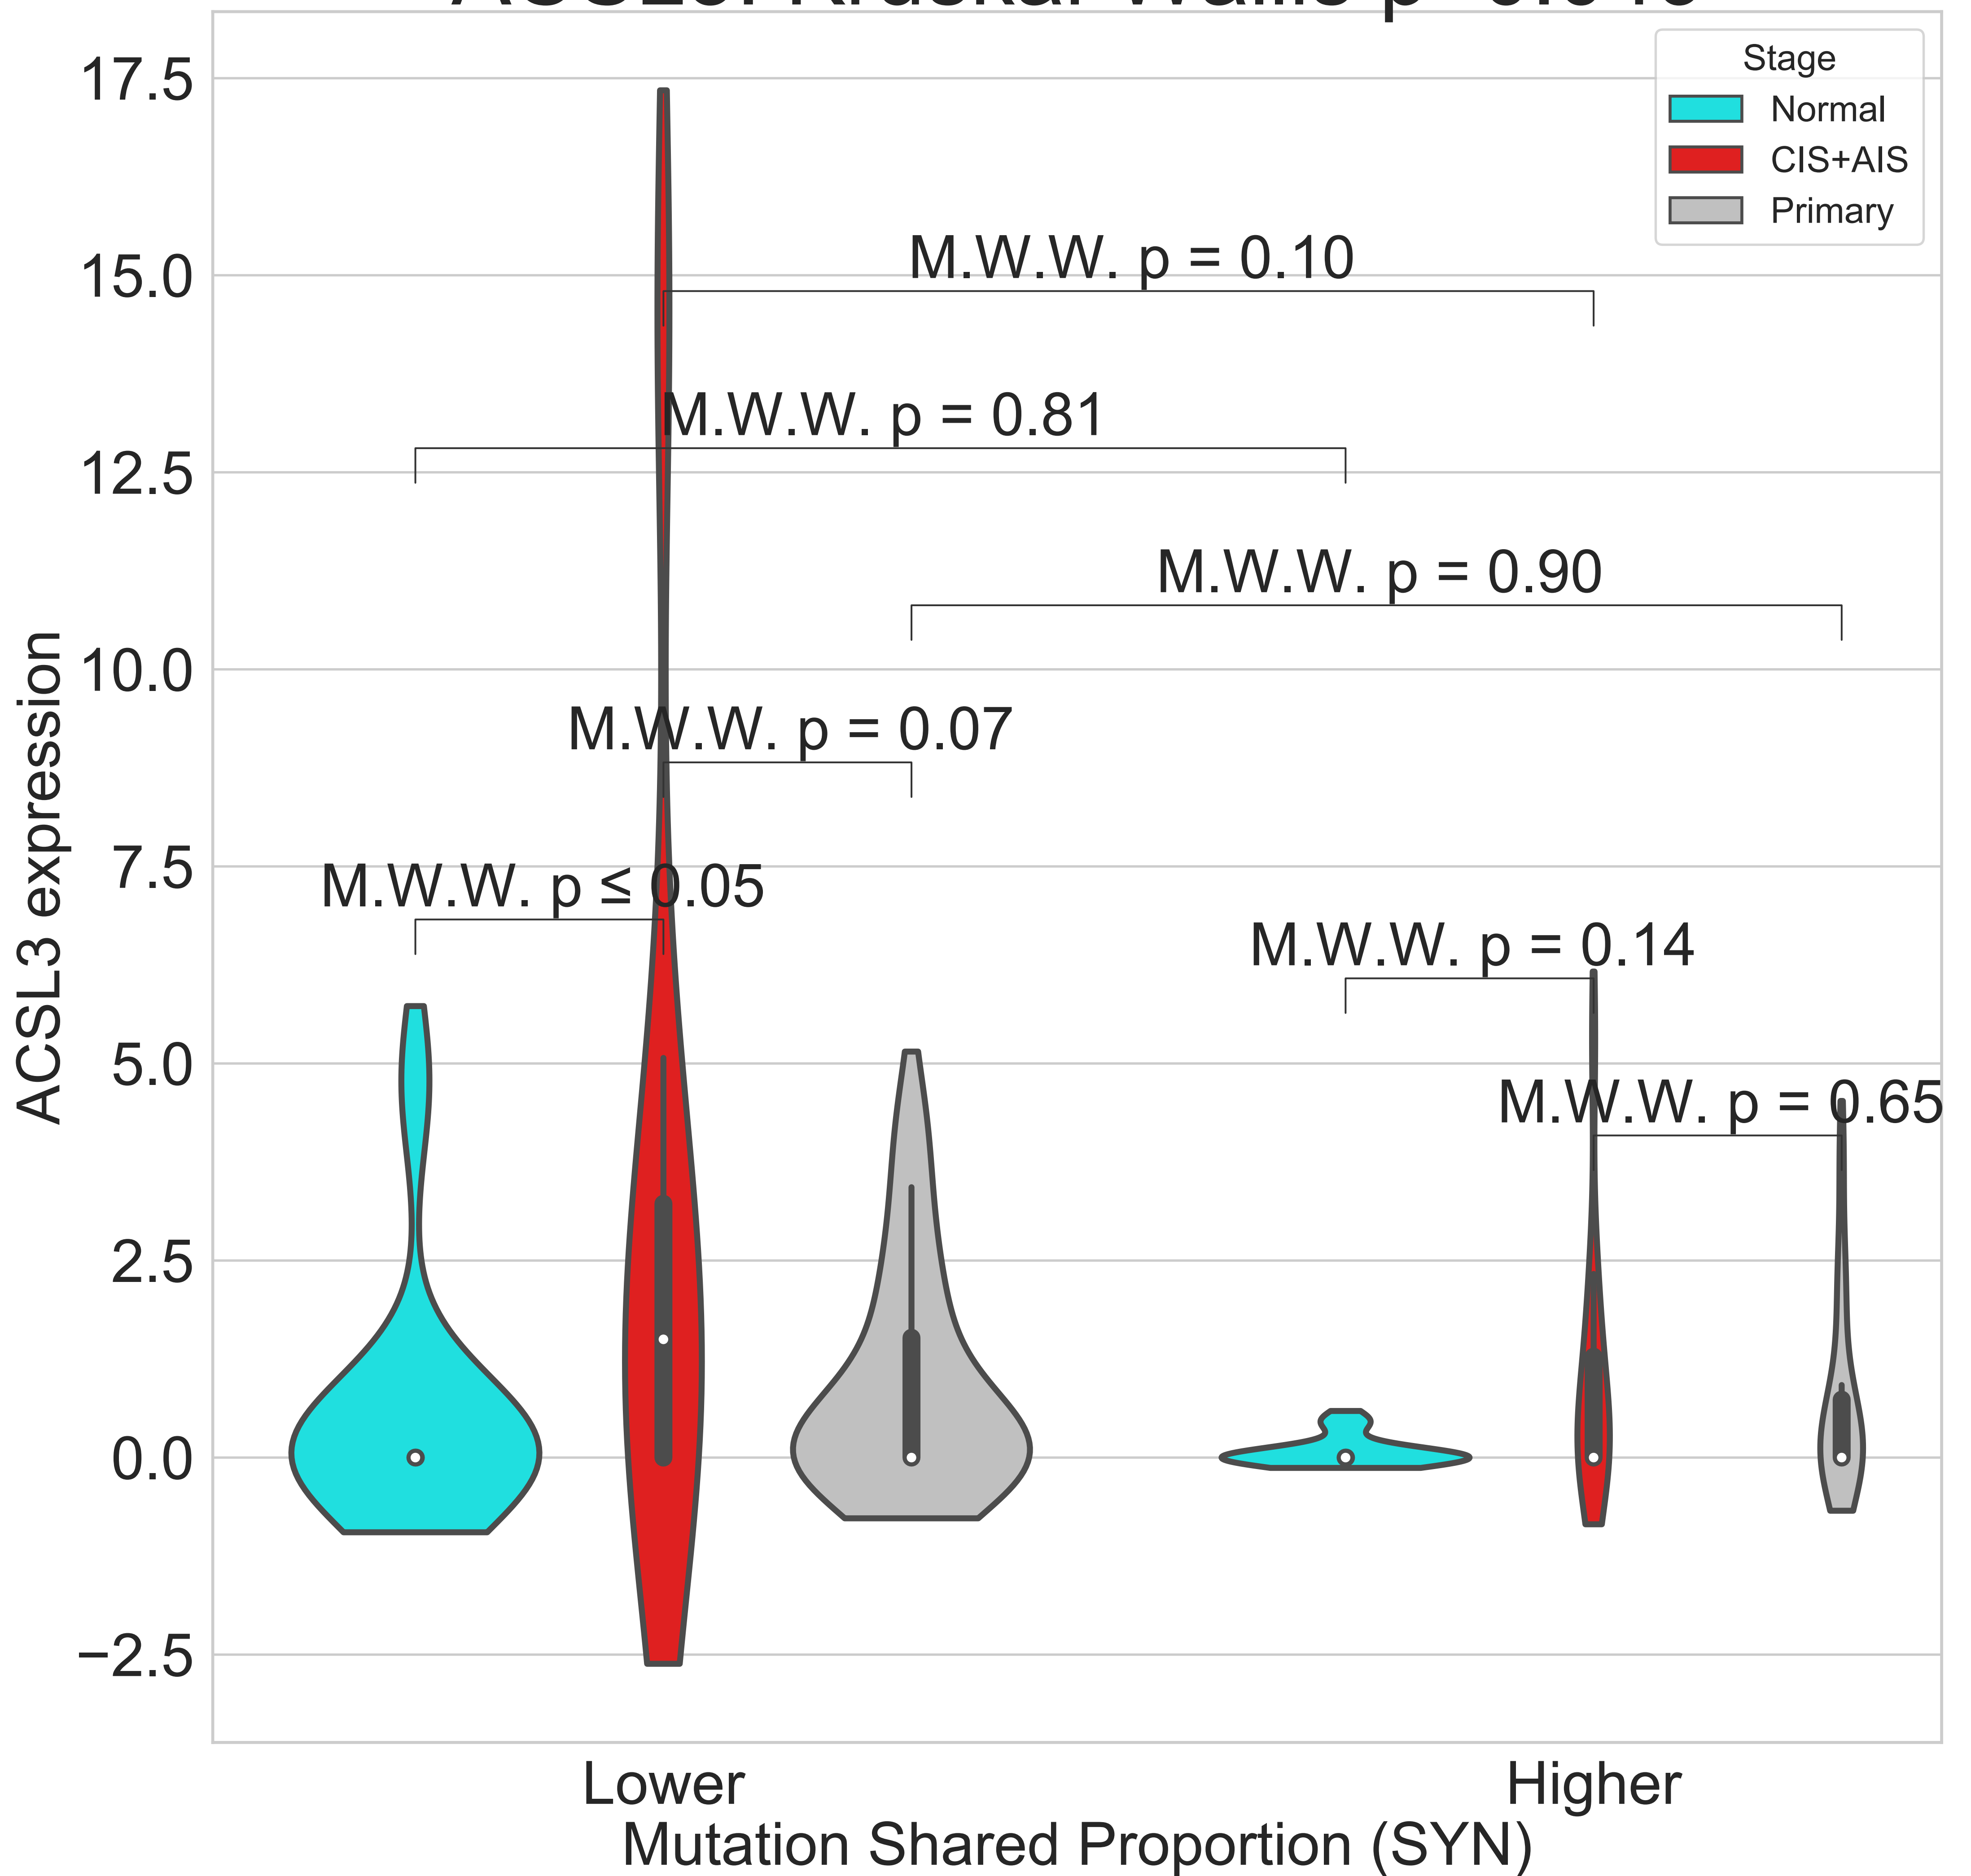 17.5
15.0
12.5
10.0
7.5
5.0
2.5
0.0
−2.5
ACSL3 expression
Stage
Normal
CIS+AIS
Primary
M.W.W. p = 0.10
M.W.W. p = 0.81
M.W.W. p = 0.90
M.W.W. p = 0.07
M.W.W. p ≤ 0.05
M.W.W. p = 0.14
M.W.W. p = 0.65
Lower
Higher
Mutation Shared Proportion (SYN)